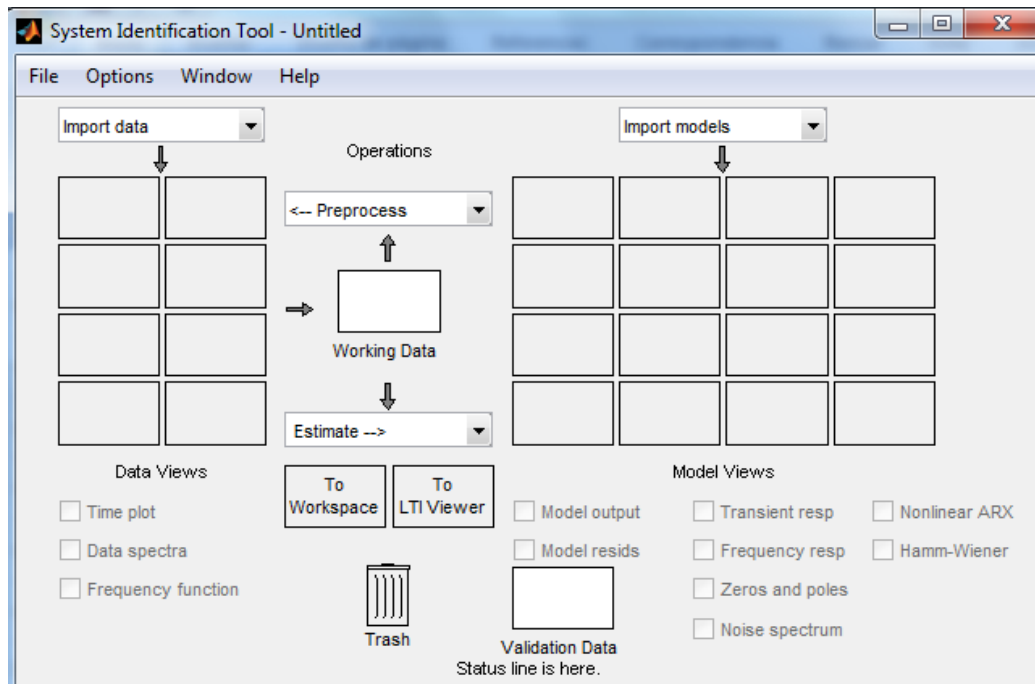 System Identification Tool - Untitled
File Options Window Help
Import data
Import models
Operations
<-- Preprocess
Working Data
Estimate -->
Data Views
Model Views
To Workspace
To LTI Viewer
Time plot
Data spectra
Frequency function
Model output
Model resids
Transient resp
Frequency resp
Zeros and poles
Noise spectrum
Nonlinear ARX
Hamm-Wiener
Trash
Validation Data
Status line is here.